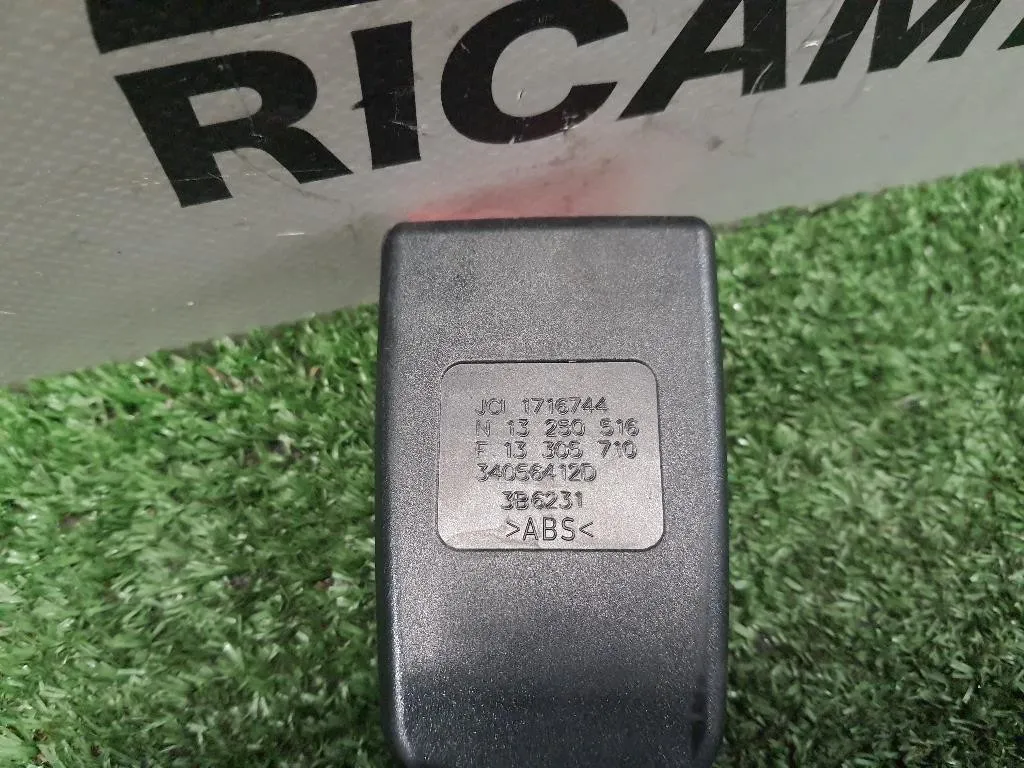 RICAM
JCI 1716744
N 13 250 516
F 13 305 710
34056412D
3B6231
>ABS<